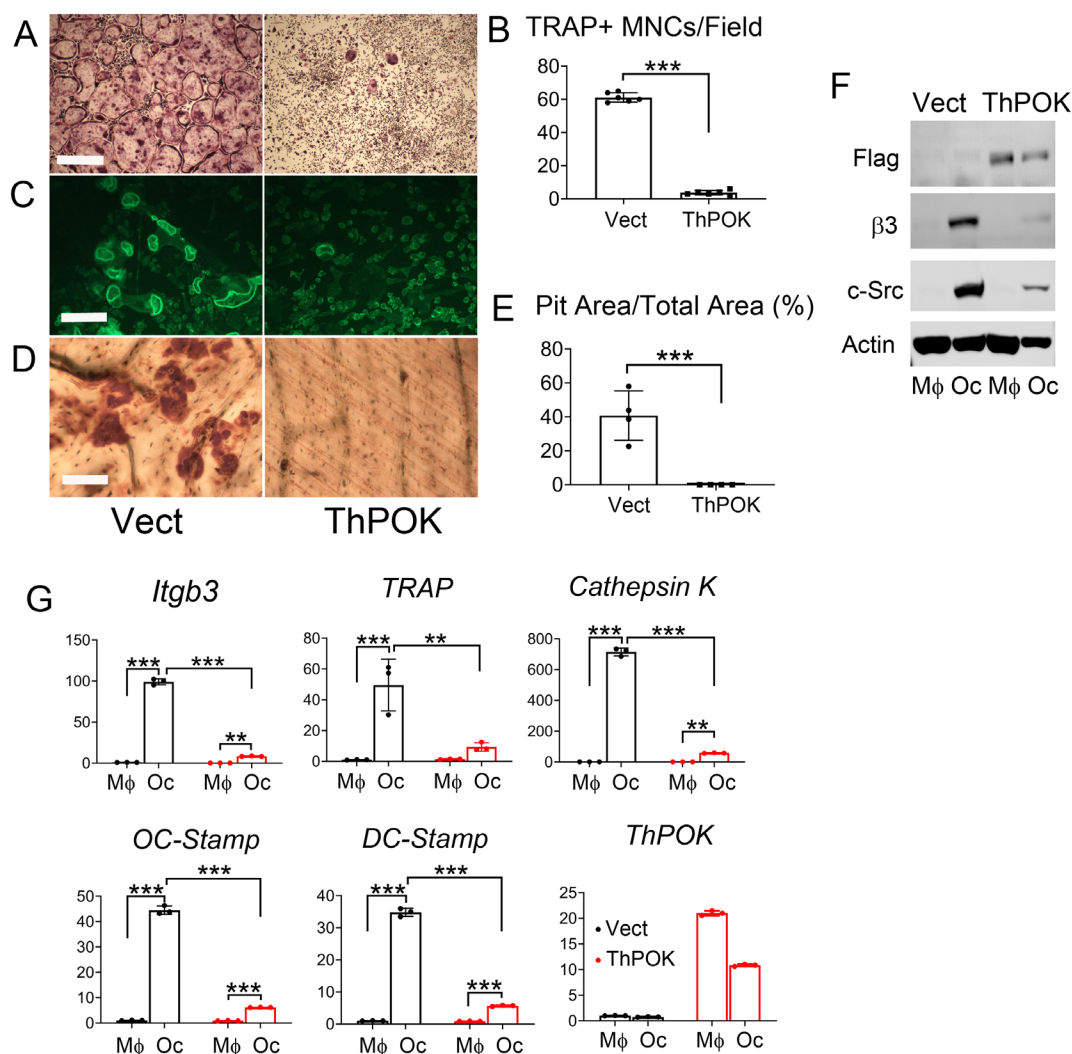 A
B
TRAP+ MNCs/Field
***
80
60
40
20
0
Vect
ThPOK
C
D
E
Pit Area/Total Area (%)
***
80
60
40
20
0
Vect
ThPOK
Vect
ThPOK
F
Vect ThPOK
Flag
β3
c-Src
Actin
Mϕ Oc Mϕ Oc
G
Itgb3
150
100
50
0
***
***
**
Mϕ Oc Mϕ Oc
TRAP
80
60
40
20
0
***
**
Mϕ Oc Mϕ Oc
Cathepsin K
800
600
400
200
0
***
***
**
Mϕ Oc Mϕ Oc
OC-Stamp
50
40
30
20
10
0
***
***
***
Mϕ Oc Mϕ Oc
DC-Stamp
40
30
20
10
0
***
***
***
Mϕ Oc Mϕ Oc
ThPOK
25
20
15
10
5
0
Vect
ThPOK
Mϕ Oc Mϕ Oc